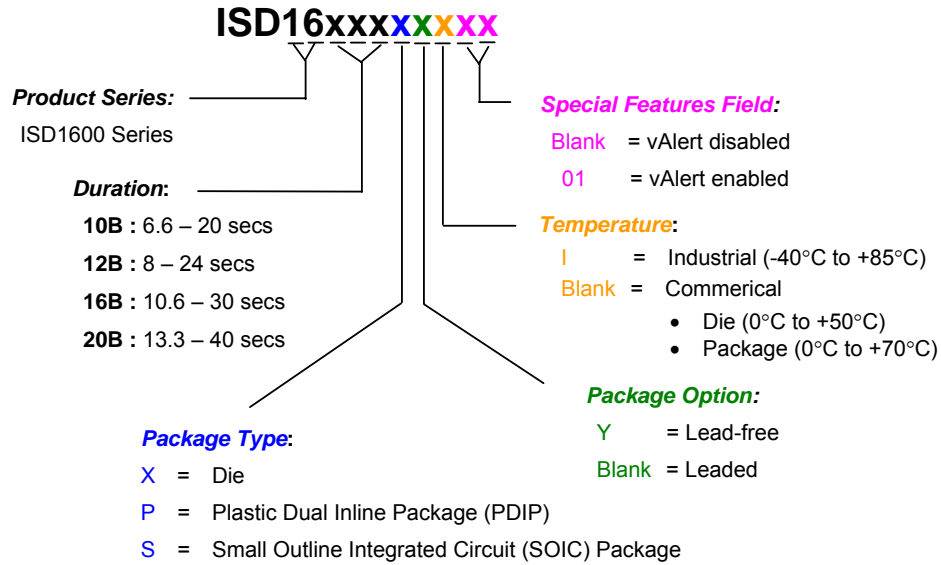 ISD16xxxxxxxx
Product Series:
ISD1600 Series
Duration:
10B : 6.6 – 20 secs
12B : 8 – 24 secs
16B : 10.6 – 30 secs
20B : 13.3 – 40 secs
Special Features Field:
Blank = vAlert disabled
01 = vAlert enabled
Temperature:
I = Industrial (-40°C to +85°C)
Blank = Commerical
• Die (0°C to +50°C)
• Package (0°C to +70°C)
Package Option:
Y = Lead-free
Blank = Leaded
Package Type:
X = Die
P = Plastic Dual Inline Package (PDIP)
S = Small Outline Integrated Circuit (SOIC) Package